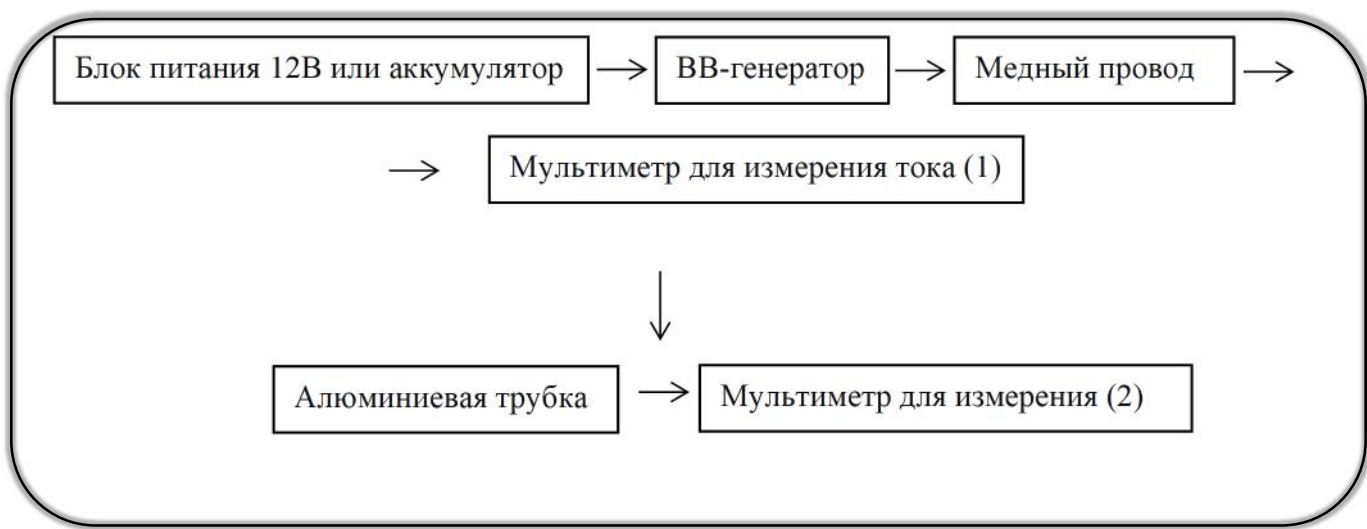 Блок питания 12В или аккумулятор → ВВ-генератор → Медный провод →
→ Мультиметр для измерения тока (1)
↓
Алюминиевая трубка → Мультиметр для измерения (2)